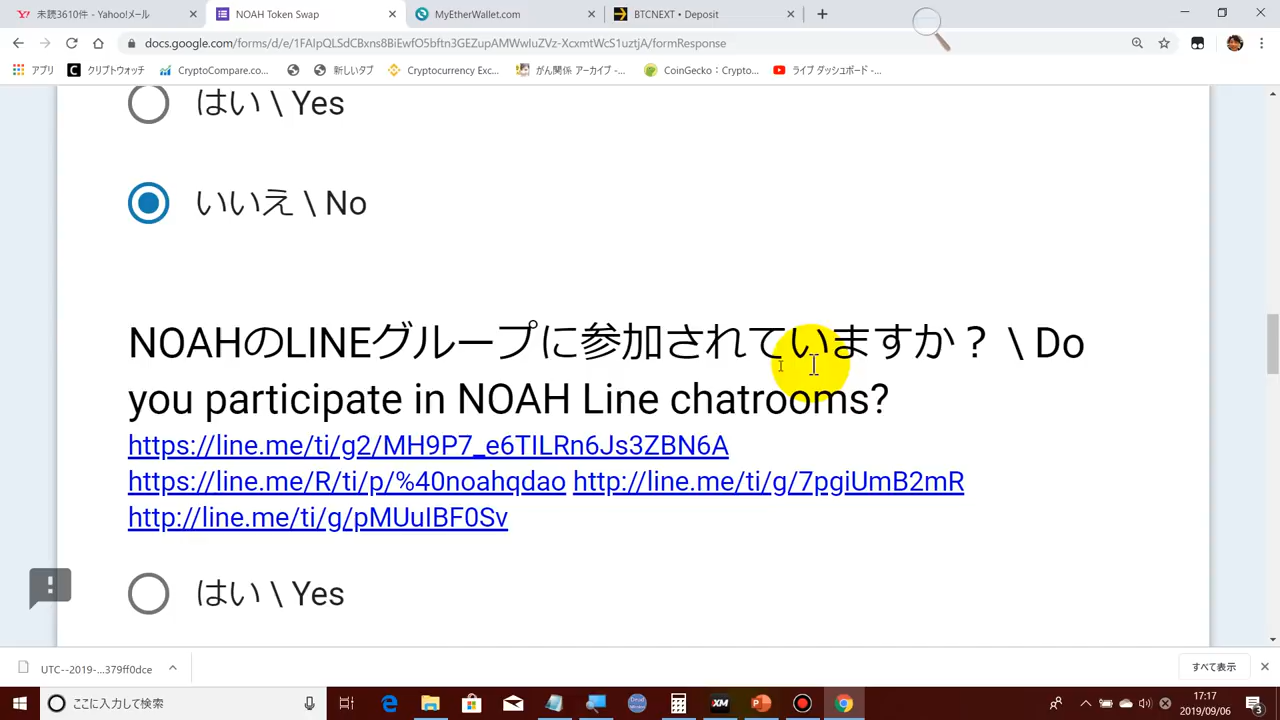 未読3610件 - Yahoo!メール
NOAH Token Swap
MyEtherWallet.com
BTCNEXT • Deposit
docs.google.com/forms/d/e/1FAIpQLSdCBxns8BiEwfO5bftn3GEZupAMWwIuZVz-XcxmtWcS1uztjA/formResponse
アプリ
クリプトウォッチ
CryptoCompare.co...
新しいタブ
Cryptocurrency Exc...
がん関係 アーカイブ - ...
CoinGecko：Crypto...
ライブ ダッシュボード - ...
はい \ Yes
いいえ \ No
NOAHのLINEグループに参加されていますか？ \ Do
you participate in NOAH Line chatrooms?
https://line.me/ti/g2/MH9P7_e6TILRn6Js3ZBN6A
https://line.me/R/ti/p/%40noahqdao http://line.me/ti/g/7pgiUmB2mR
http://line.me/ti/g/pMUuIBF0Sv
はい \ Yes
UTC--2019-...379ff0dce
すべて表示
ここに入力して検索
XM
17:17
2019/09/06
3